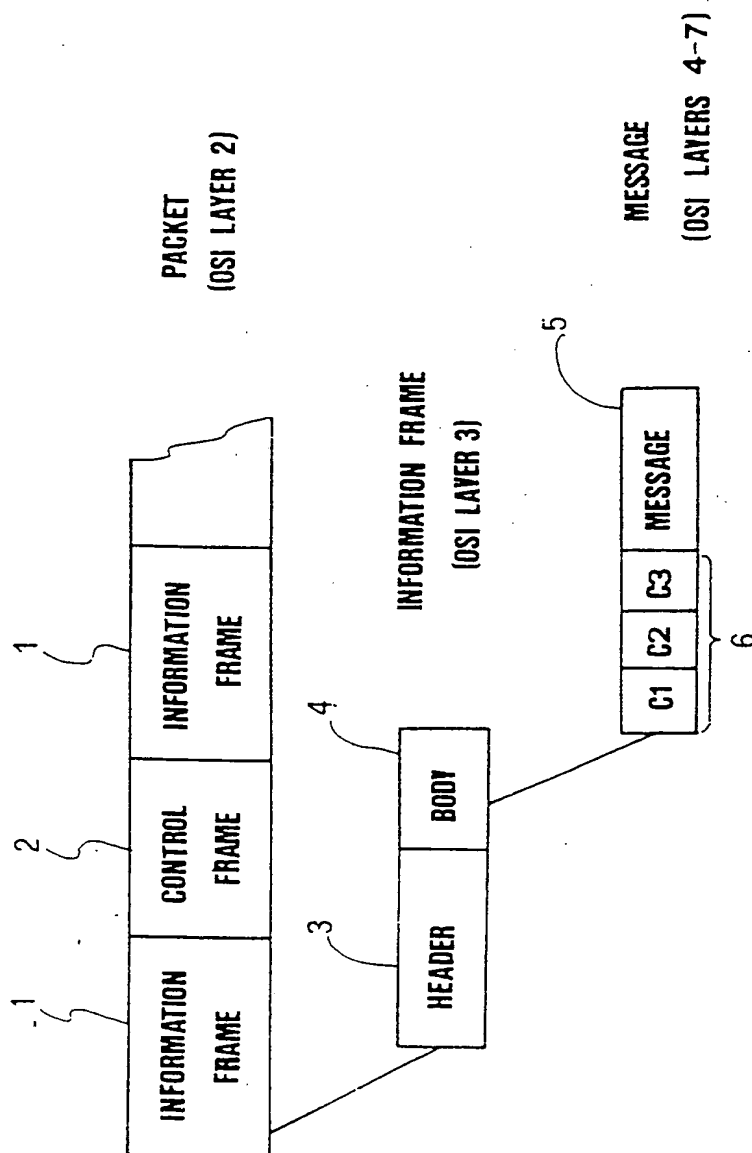 1
2
1
INFORMATION
FRAME
CONTROL
FRAME
INFORMATION
FRAME
PACKET
(OSI LAYER 2)
3
4
HEADER
BODY
INFORMATION FRAME
(OSI LAYER 3)
5
C1
C2
C3
MESSAGE
6
MESSAGE
(OSI LAYERS 4-7)